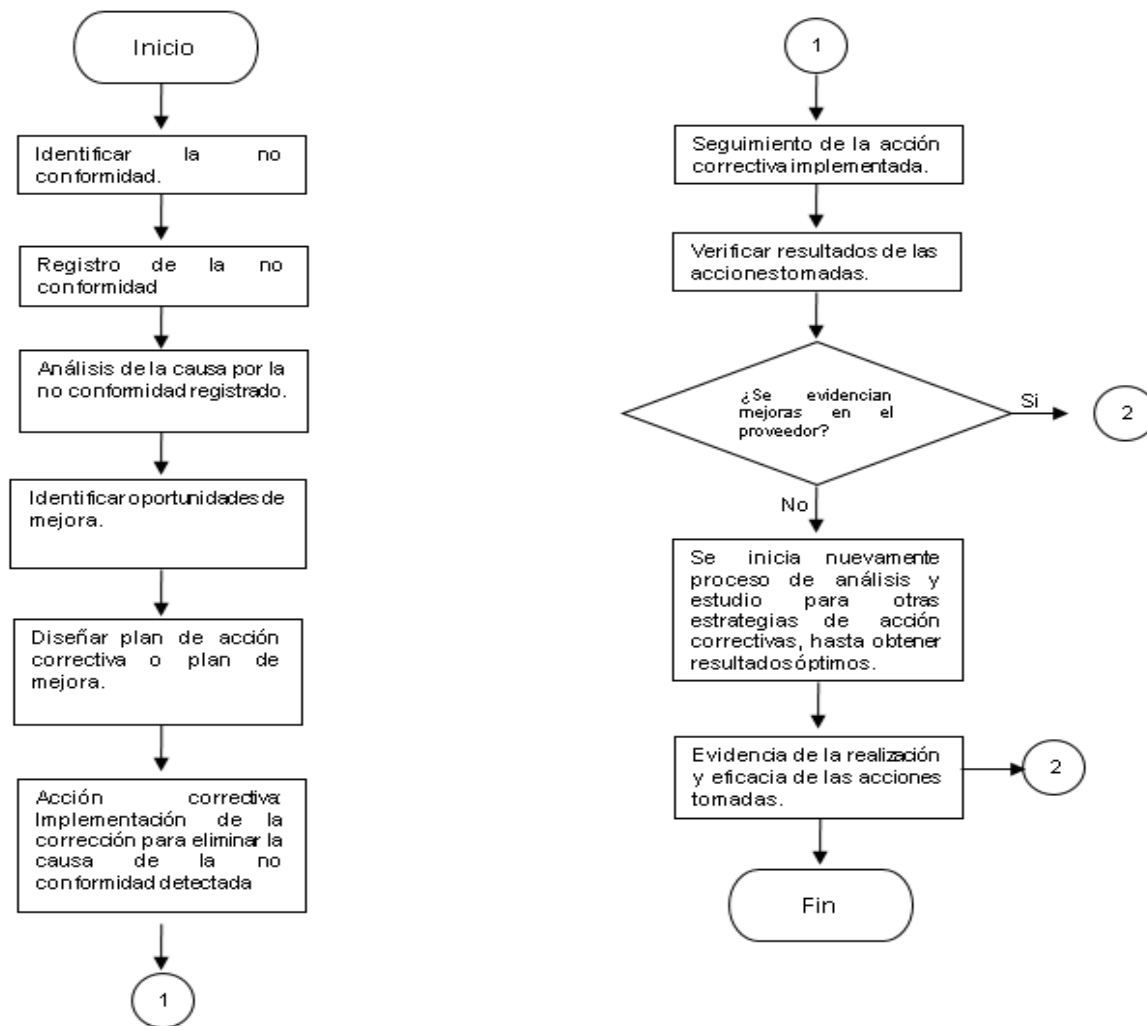 Inicio
Identificar la no
conformidad.
Registro de la no
conformidad
Análisis de la causa por la
no conformidad registrado.
Identificar oportunidades de
mejora.
Diseñar plan de acción
correctiva o plan de
mejora.
Acción correctiva:
Implementación de la
corrección para eliminar la
causa de la no
conformidad detectada
1
1
Seguimiento de la acción
correctiva implementada.
Verificar resultados de las
acciones tomadas.
¿Se evidencian
mejoras en el
proveedor?
Si
2
No
Se inicia nuevamente
proceso de análisis y
estudio para otras
estrategias de acción
correctivas, hasta obtener
resultados óptimos.
Evidencia de la realización
y eficacia de las acciones
tomadas.
2
Fin